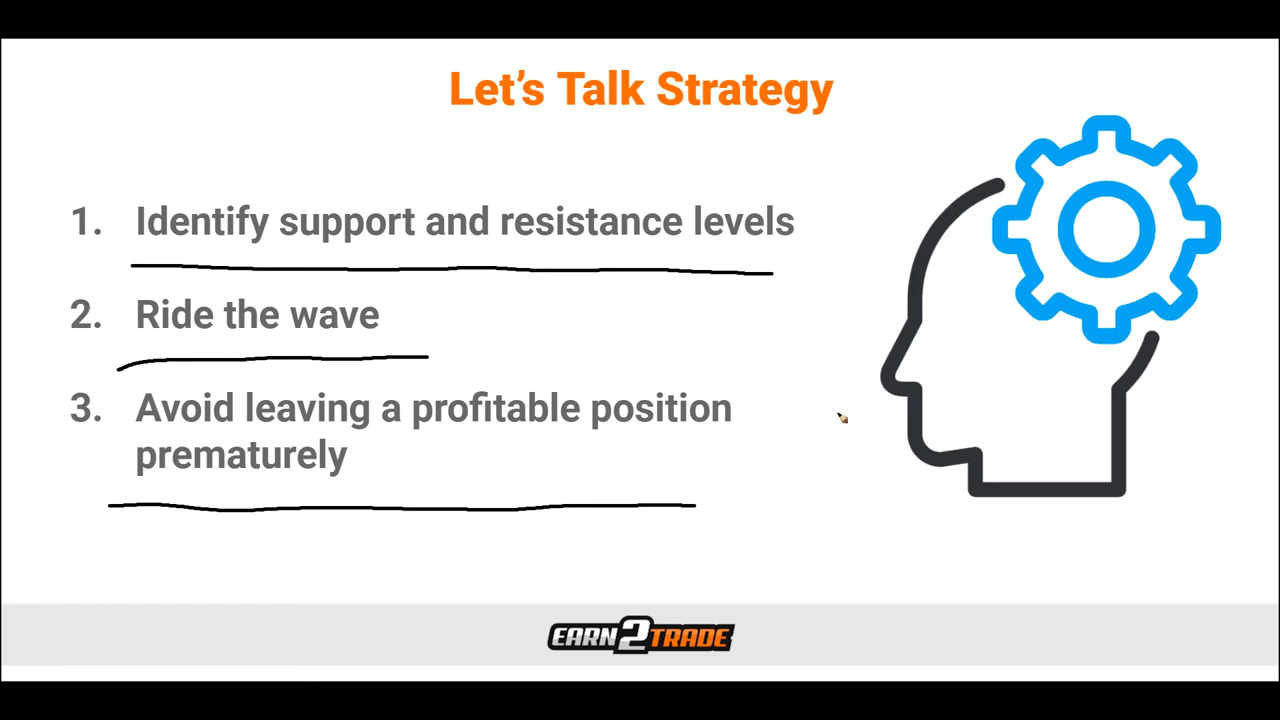 Let's Talk Strategy
1. Identify support and resistance levels
2. Ride the wave
3. Avoid leaving a profitable position
prematurely
EARN2TRADE